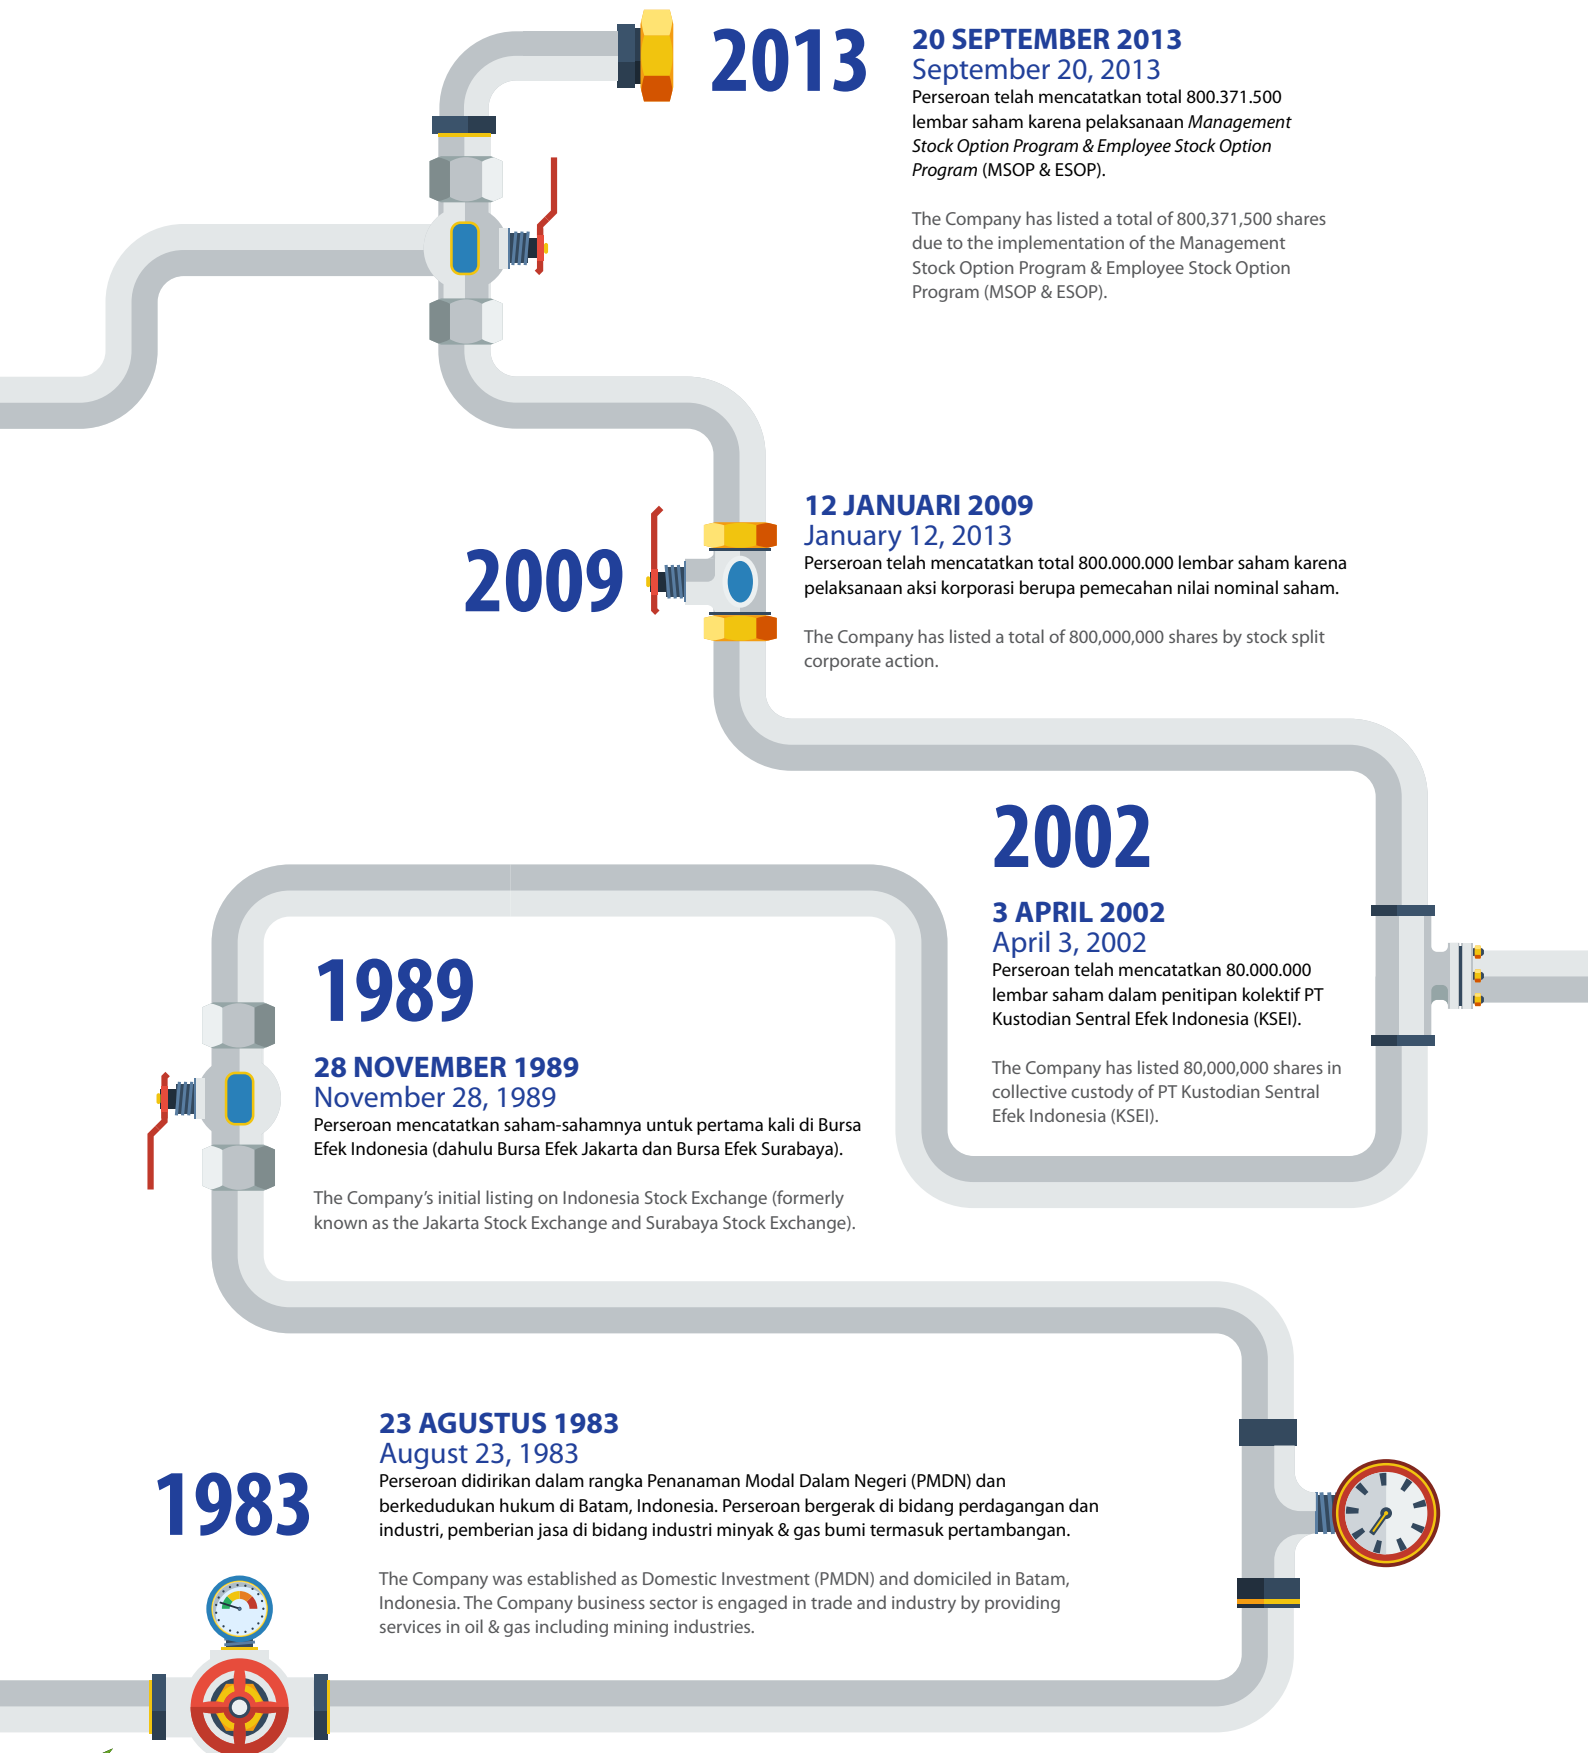 2013
20 SEPTEMBER 2013
September 20, 2013
Perseroan telah mencatatkan total 800.371.500
lembar saham karena pelaksanaan Management
Stock Option Program & Employee Stock Option
Program (MSOP & ESOP).
The Company has listed a total of 800,371,500 shares
due to the implementation of the Management
Stock Option Program & Employee Stock Option
Program (MSOP & ESOP).
2009
12 JANUARI 2009
January 12, 2013
Perseroan telah mencatatkan total 800.000.000 lembar saham karena
pelaksanaan aksi korporasi berupa pemecahan nilai nominal saham.
The Company has listed a total of 800,000,000 shares by stock split
corporate action.
2002
3 APRIL 2002
April 3, 2002
Perseroan telah mencatatkan 80.000.000
lembar saham dalam penitipan kolektif PT
Kustodian Sentral Efek Indonesia (KSEI).
The Company has listed 80,000,000 shares in
collective custody of PT Kustodian Sentral
Efek Indonesia (KSEI).
1989
28 NOVEMBER 1989
November 28, 1989
Perseroan mencatatkan saham-sahamnya untuk pertama kali di Bursa
Efek Indonesia (dahulu Bursa Efek Jakarta dan Bursa Efek Surabaya).
The Company’s initial listing on Indonesia Stock Exchange (formerly
known as the Jakarta Stock Exchange and Surabaya Stock Exchange).
1983
23 AGUSTUS 1983
August 23, 1983
Perseroan didirikan dalam rangka Penanaman Modal Dalam Negeri (PMDN) dan
berkedudukan hukum di Batam, Indonesia. Perseroan bergerak di bidang perdagangan dan
industri, pemberian jasa di bidang industri minyak & gas bumi termasuk pertambangan.
The Company was established as Domestic Investment (PMDN) and domiciled in Batam,
Indonesia. The Company business sector is engaged in trade and industry by providing
services in oil & gas including mining industries.